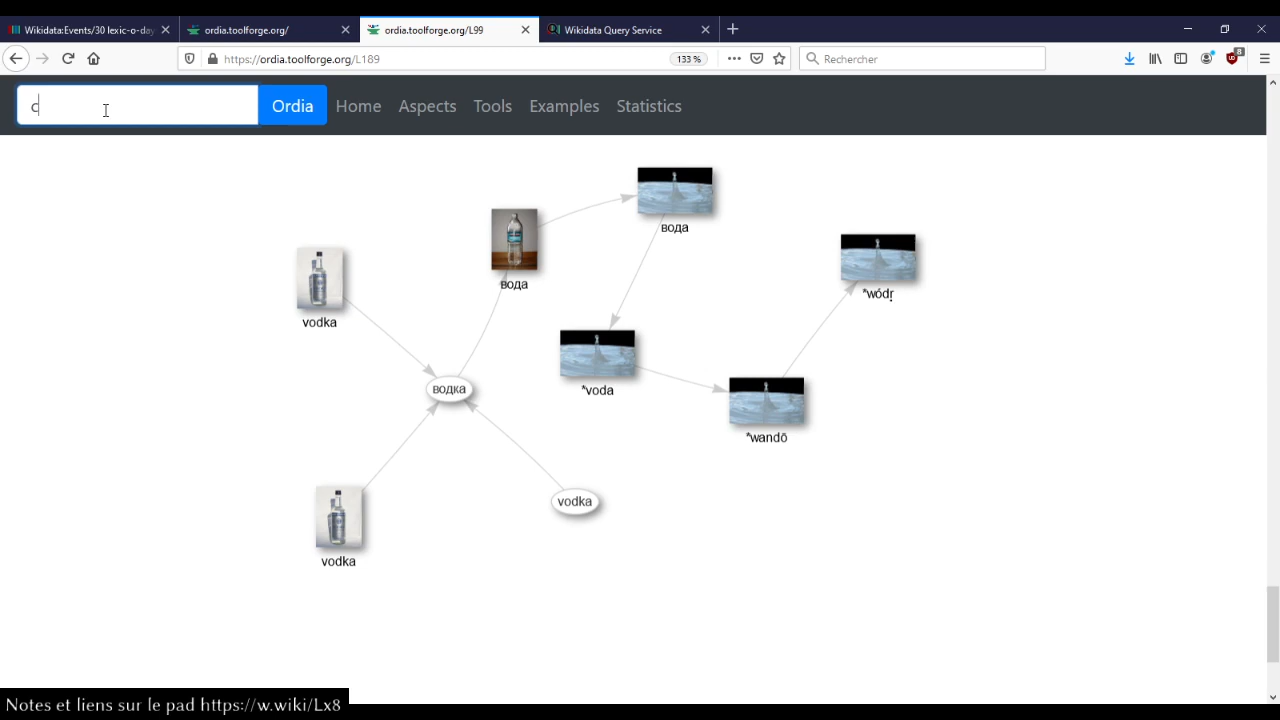 Wikidata:Events/30 lexic-o-day
ordia.toolforge.org/
ordia.toolforge.org/L99
Wikidata Query Service
https://ordia.toolforge.org/L189
133 %
Rechercher
8
c
Ordia
Home
Aspects
Tools
Examples
Statistics
вода
вода
*wódr̥
vodka
водка
*voda
*wandō
vodka
vodka
Notes et liens sur le pad https://w.wiki/Lx8